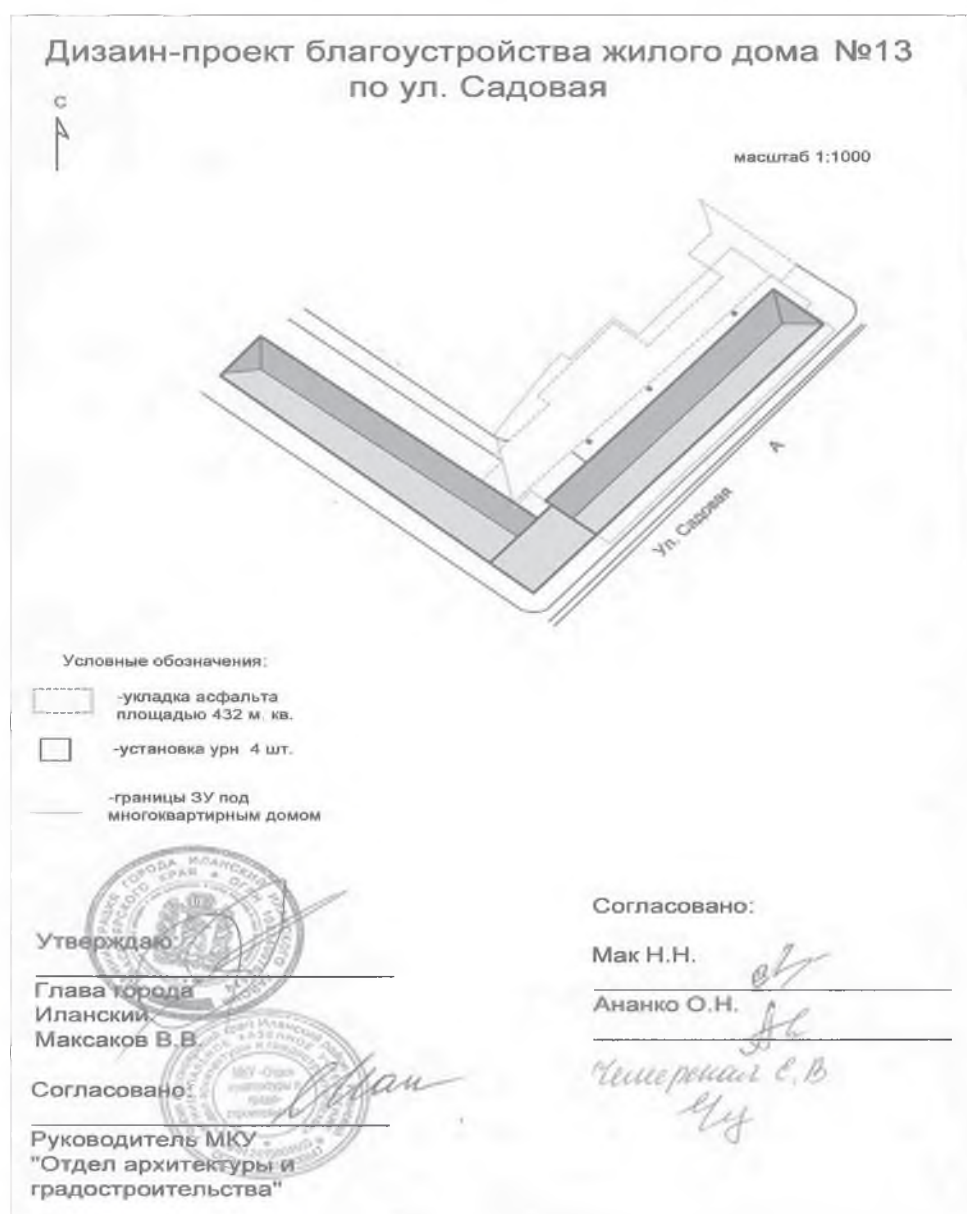 Дизаин-проект благоустройства жилого дома №13
по ул. Садовая
С
масштаб 1:1000
А
Ул. Садовая
Условные обозначения:
-укладка асфальта
площадью 432 м. кв.
-установка урн 4 шт.
-границы ЗУ под
многоквартирным домом
Утверждаю:
Глава города
Иланский
Максаков В.В.
Согласовано:
Руководитель МКУ
"Отдел архитектуры и
градостроительства"
Согласовано:
Мак Н.Н.
Ананко О.Н.
Е,В